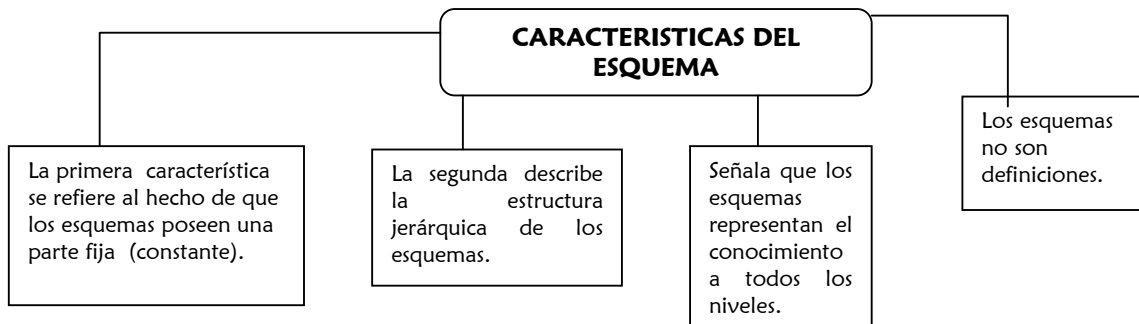 CARACTERISTICAS DEL
ESQUEMA
La primera característica
se refiere al hecho de que
los esquemas poseen una
parte fija (constante).
La segunda describe
la estructura
jerárquica de los
esquemas.
Señala que los
esquemas
representan el
conocimiento
a todos los
niveles.
Los esquemas
no son
definiciones.